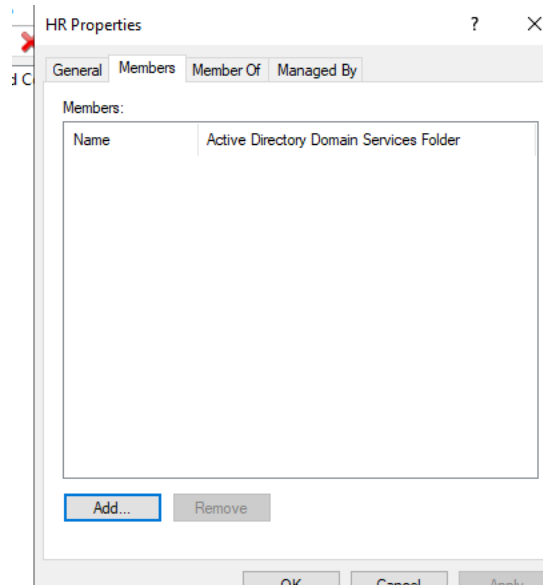 HR Properties ? ×
d C
General Members Member Of Managed By
Members:
Name Active Directory Domain Services Folder
Add... Remove
OK Cancel Apply